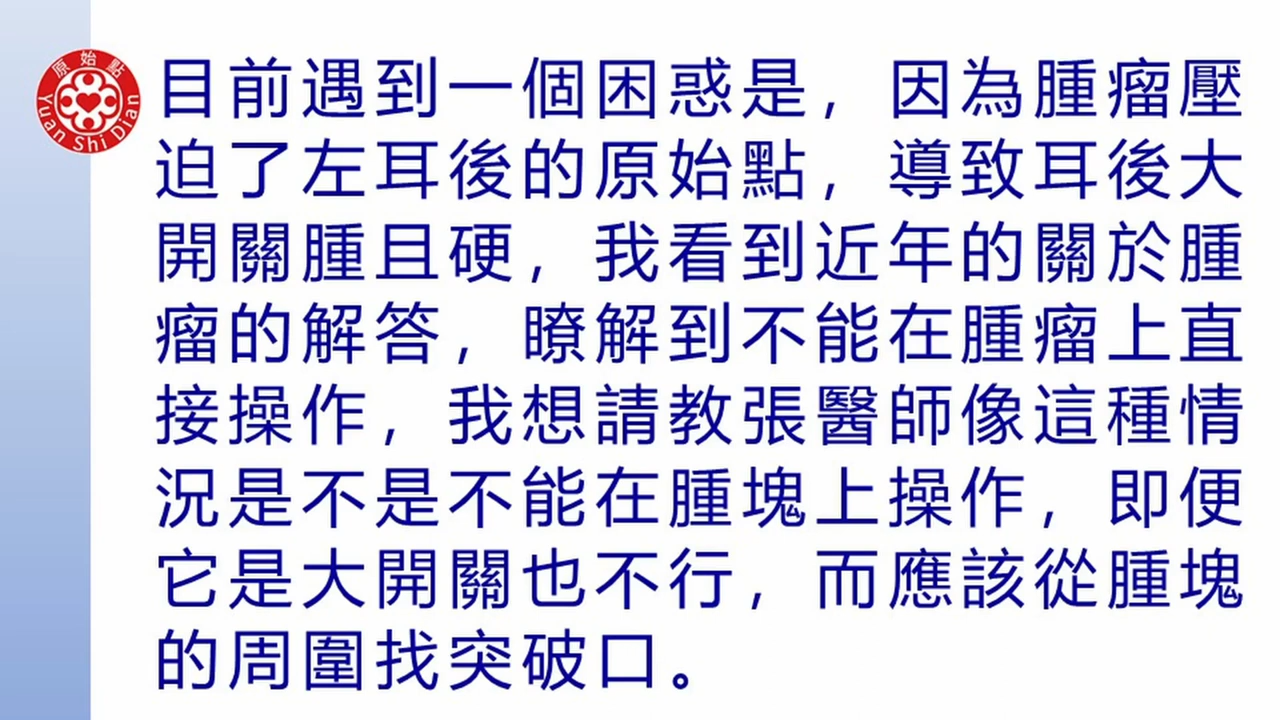 原始點
Yuan Shi Dian
目前遇到一個困惑是，因為腫瘤壓
迫了左耳後的原始點，導致耳後大
開關腫且硬，我看到近年的關於腫
瘤的解答，瞭解到不能在腫瘤上直
接操作，我想請教張醫師像這種情
況是不是不能在腫塊上操作，即便
它是大開關也不行，而應該從腫塊
的周圍找突破口。